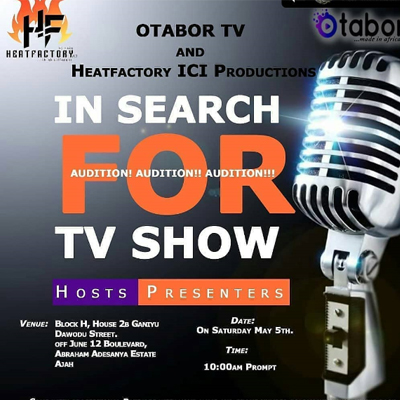 HF
HEATFACTORY
OTABOR TV
AND
HEATFACTORY ICI PRODUCTIONS
Otabor
...made in africa
IN SEARCH
FOR
AUDITION! AUDITION!! AUDITION!!!
TV SHOW
HOSTS PRESENTERS
VENUE: BLOCK H, HOUSE 2B GANIYU
DAWODU STREET.
OFF JUNE 12 BOULEVARD,
ABRAHAM ADESANYA ESTATE
AJAH
DATE:
ON SATURDAY MAY 5TH.
TIME:
10:00AM PROMPT